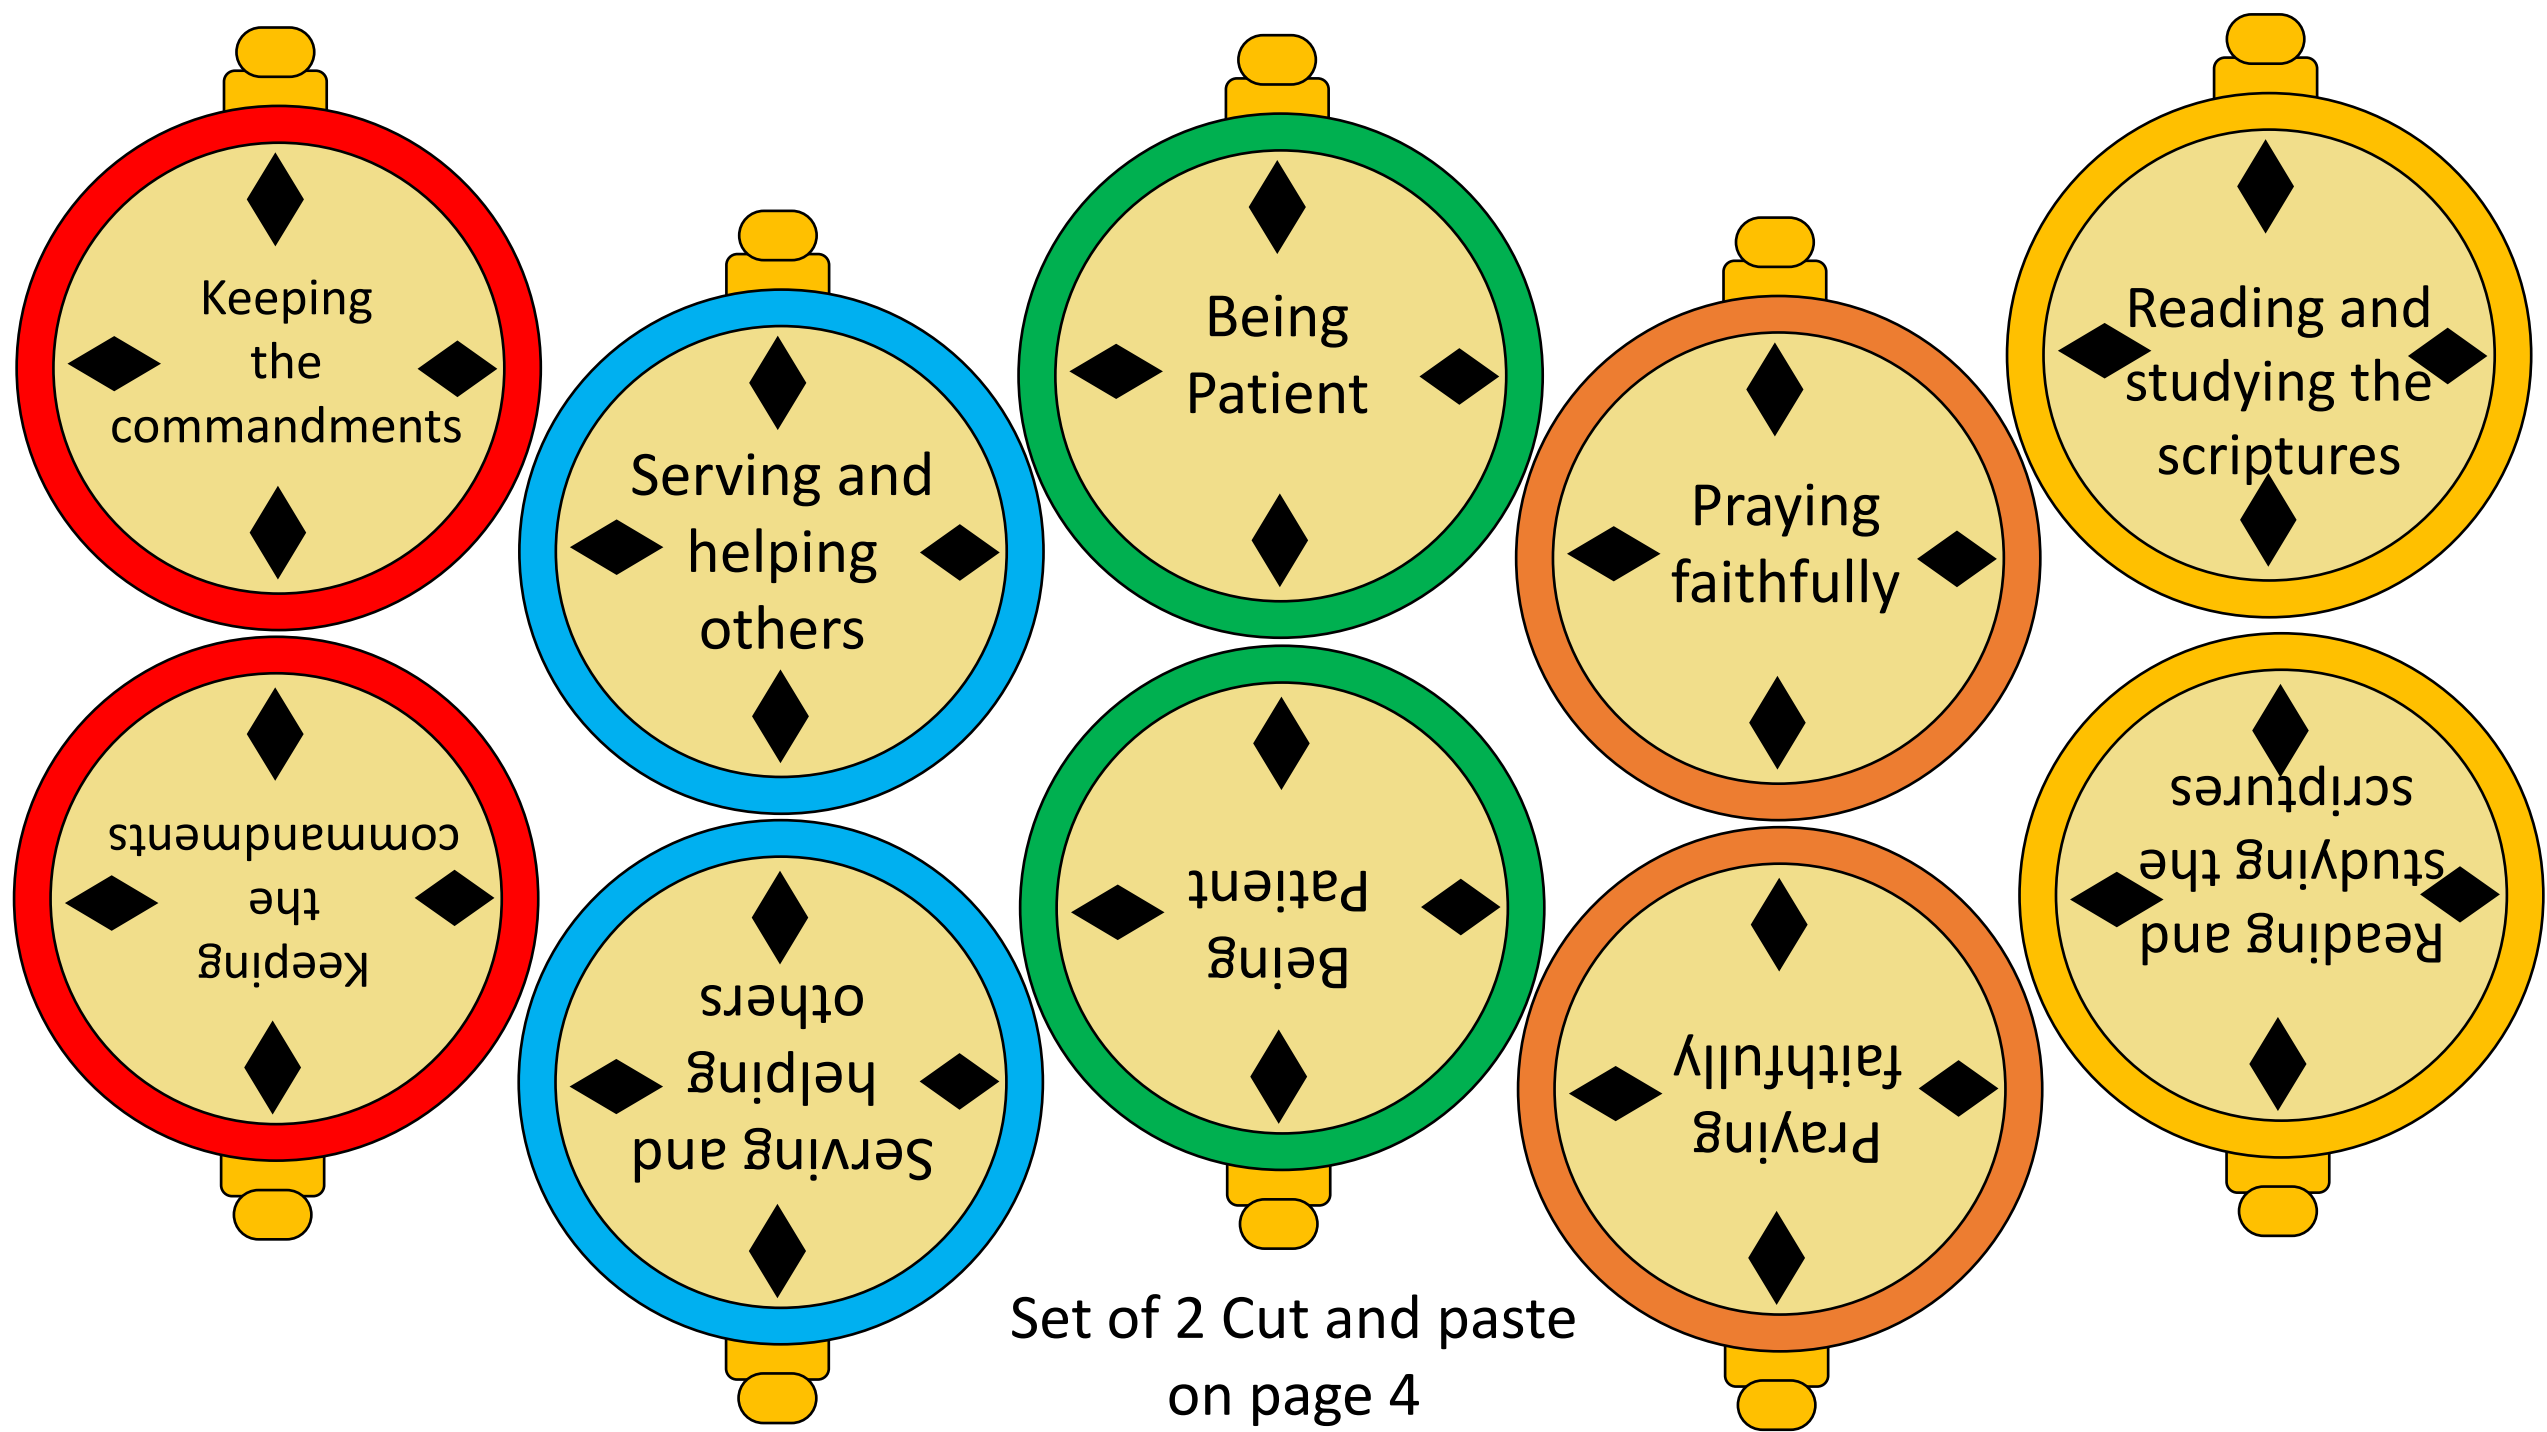 Keeping
the
commandments
Serving and
helping
others
Being
Patient
Praying
faithfully
Reading and
studying the
scriptures
Keeping
the
commandments
Serving and
helping
others
Being
Patient
Praying
faithfully
Reading and
studying the
scriptures
Set of 2 Cut and paste
on page 4